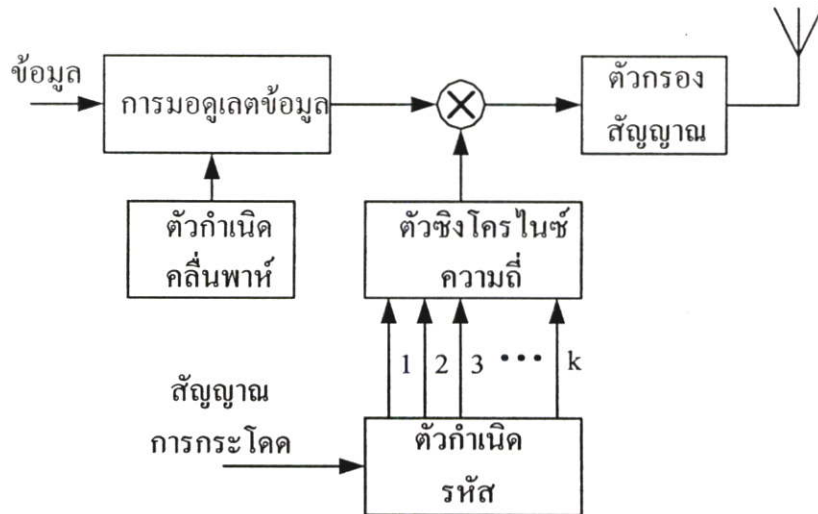 ข้อมูล
การมอดูเลตข้อมูล
ตัวกรอง
สัญญาณ
ตัวกำเนิด
คลื่นพาห์
ตัวซิงโครไนซ์
ความถี่
1 2 3 ••• k
สัญญาณ
การกระโดด
ตัวกำเนิด
รหัส